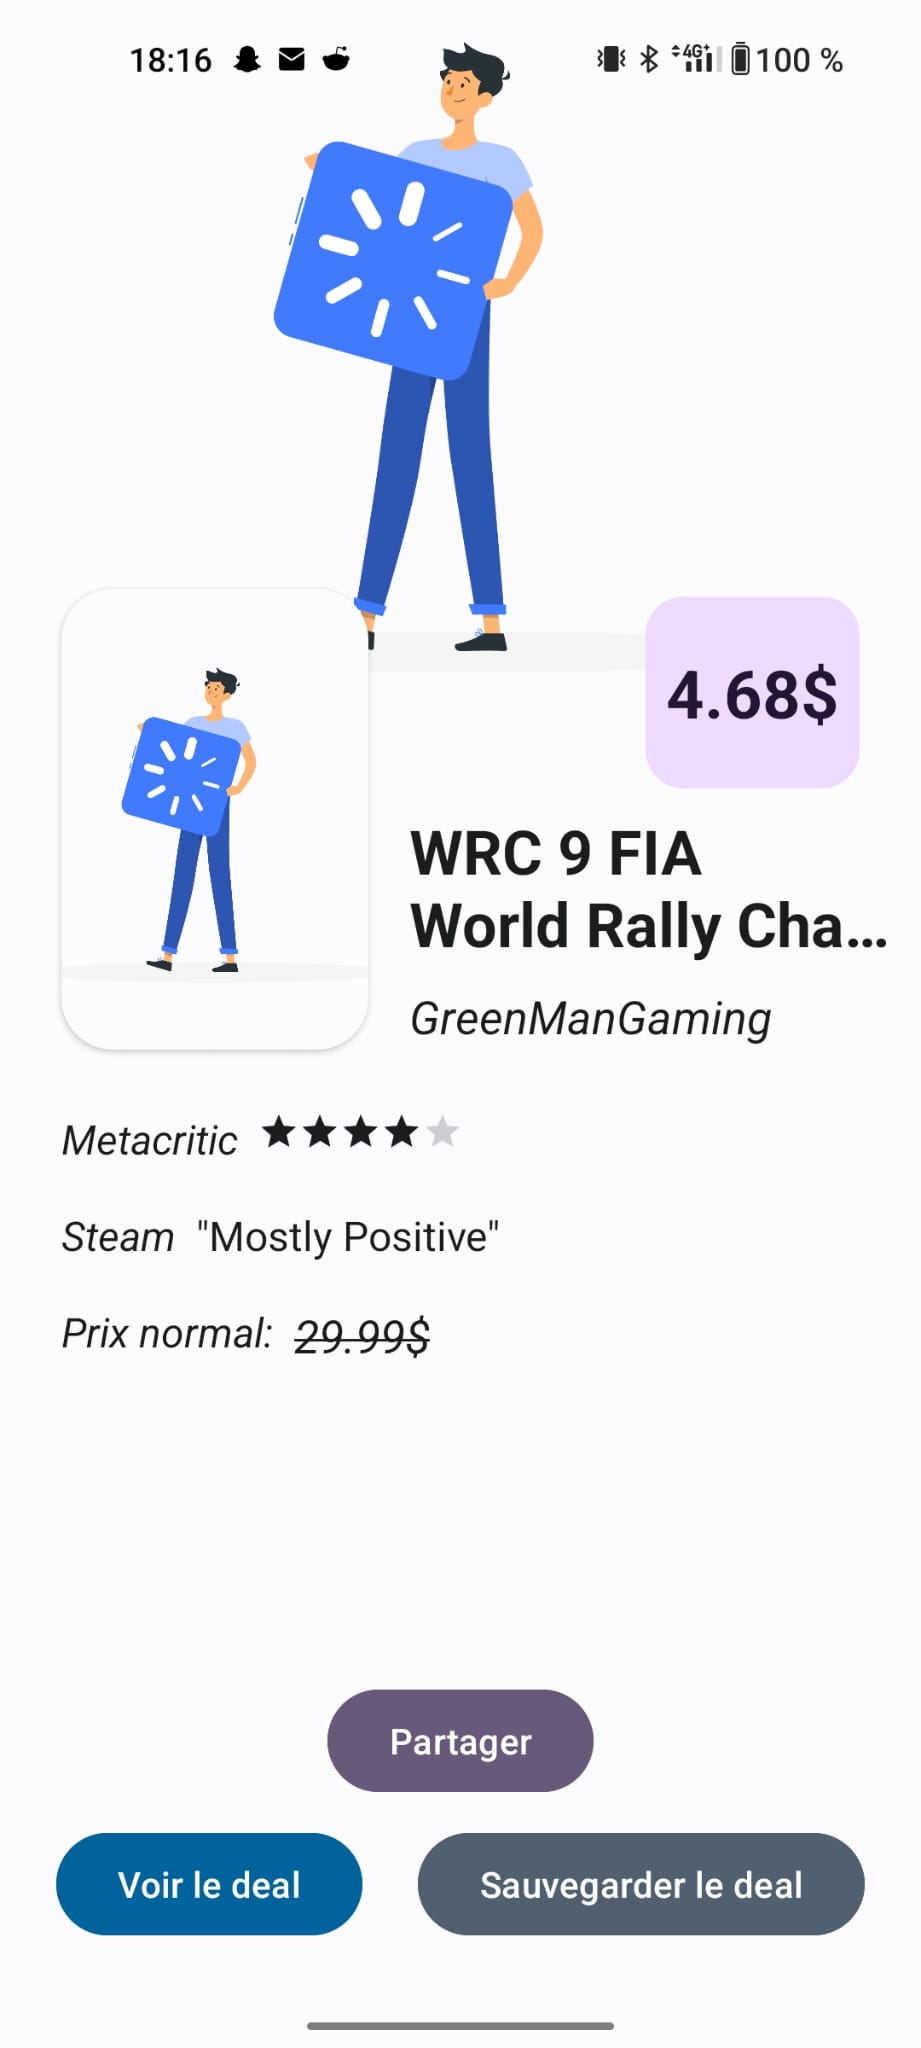 18:16 4G+ 100 %
4.68$
WRC 9 FIA
World Rally Cha...
GreenManGaming
Metacritic
Steam "Mostly Positive"
Prix normal: 29.99$
Partager
Voir le deal
Sauvegarder le deal